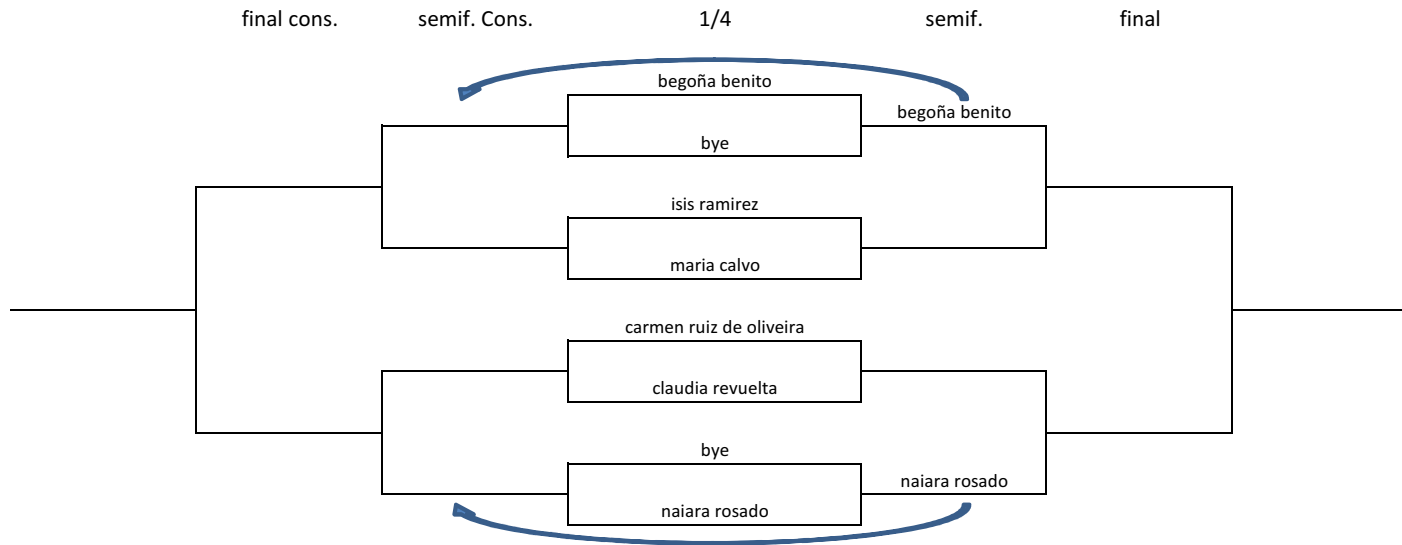 final cons. semif. Cons. 1/4 semif. final
begoña benito
begoña benito
bye
isis ramirez
maria calvo
carmen ruiz de oliveira
claudia revuelta
bye
naiara rosado
naiara rosado